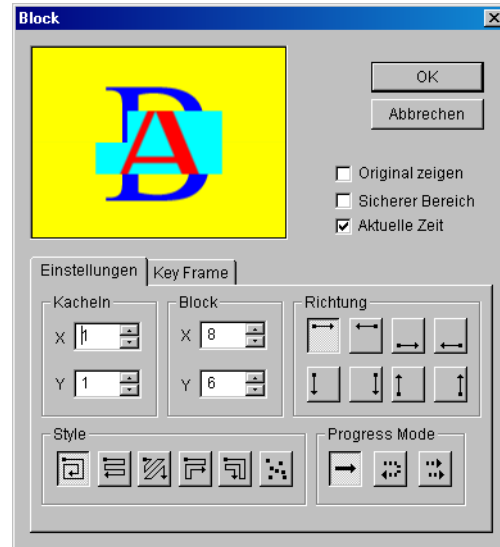 Block
B
A
OK
Abbrechen
Original zeigen
Sicherer Bereich
Aktuelle Zeit
Einstellungen Key Frame
Kacheln Block Richtung
X 1 X 8
Y 1 Y 6
Style Progress Mode